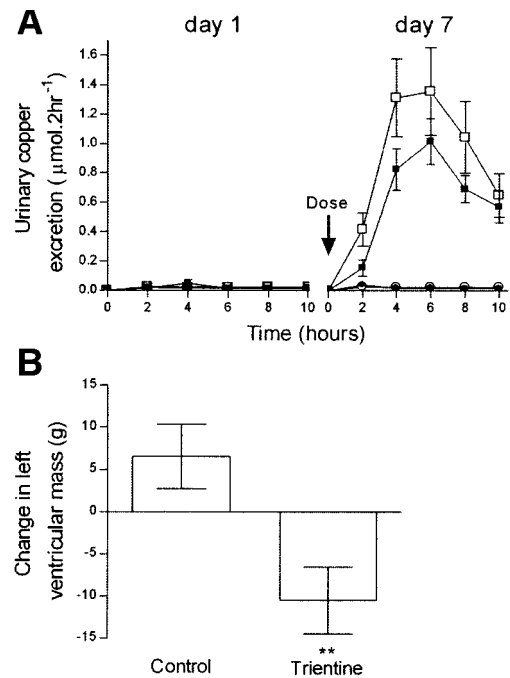 A
day 1
day 7
Urinary copper
excretion ( μmol.2hr⁻¹)
1.6
1.4
1.2
1.0
0.8
0.6
0.4
0.2
0.0
Dose
0 2 4 6 8 10
0 2 4 6 8 10
Time (hours)
B
Change in left
ventricular mass (g)
15
10
5
0
-5
-10
-15
**
Control
Trientine